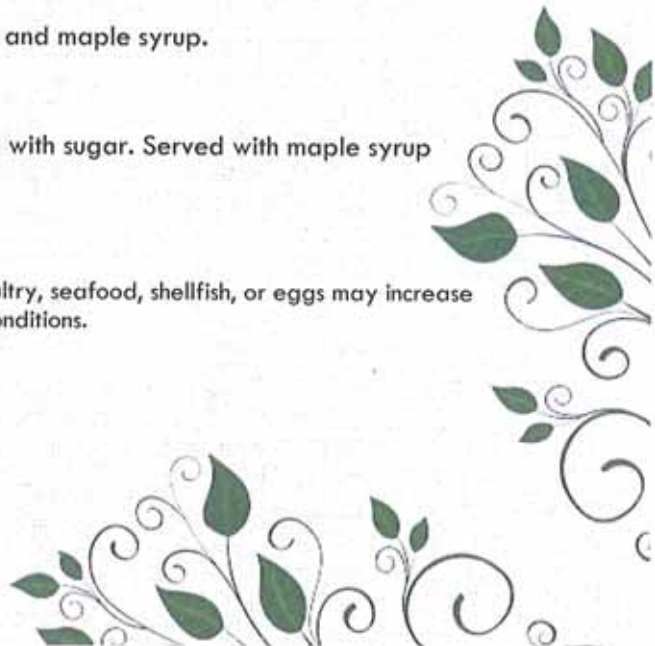 and maple syrup.
with sugar. Served with maple syrup
ltry, seafood, shellfish, or eggs may increase
onditions.